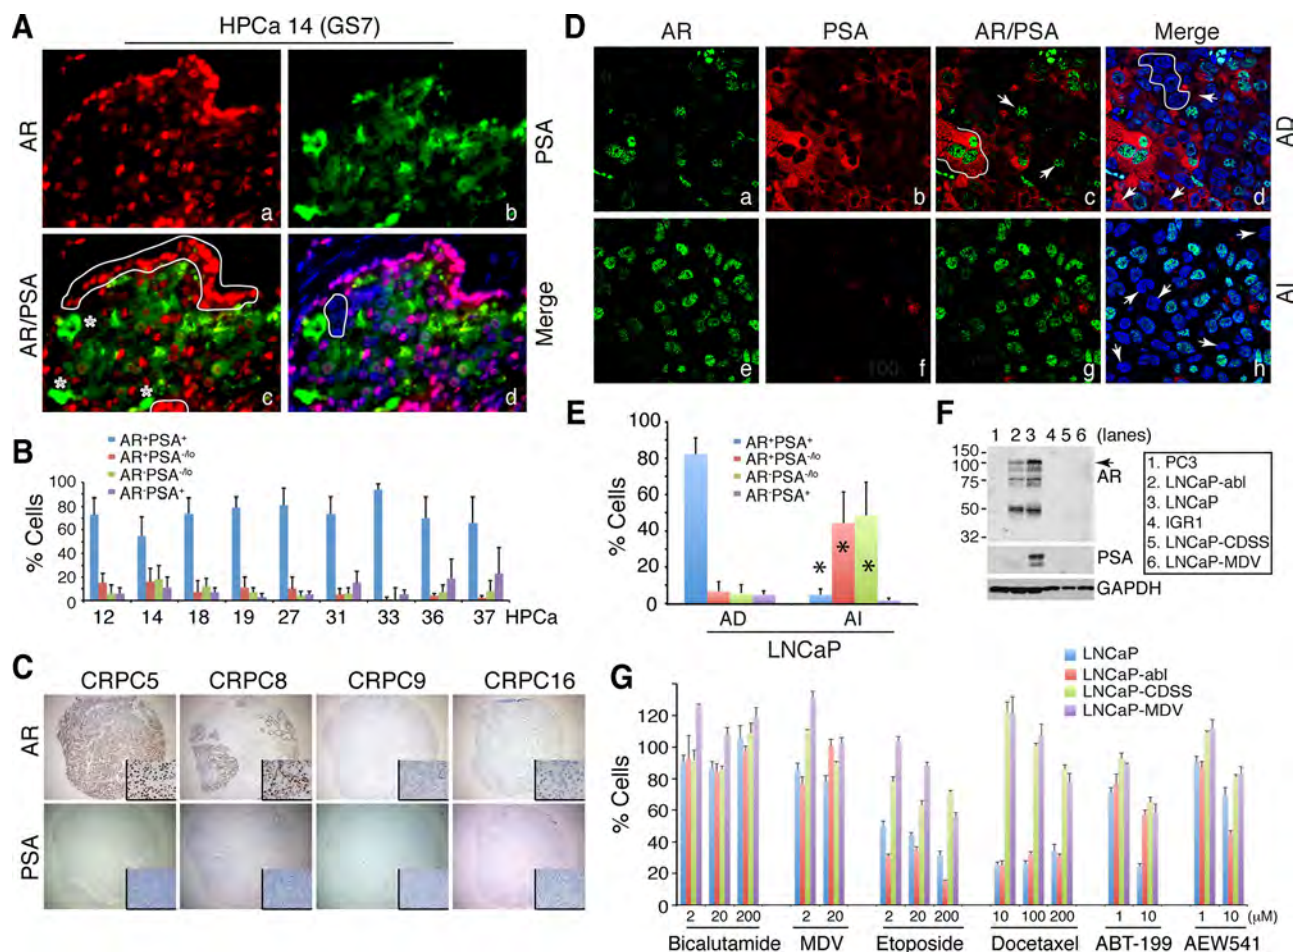 A
HPCa 14 (GS7)
AR
PSA
a
b
AR/PSA
Merge
*
*
*
c
d
B
AR+PSA+
AR+PSA-/lo
AR-PSA-/lo
AR-PSA+
% Cells
100
80
60
40
20
0
12 14 18 19 27 31 33 36 37 HPCa
C
CRPC5 CRPC8 CRPC9 CRPC16
AR
PSA
D
AR PSA AR/PSA Merge
a b c d
AD
e f g h
AI
E
AR+PSA+
AR+PSA-/lo
AR-PSA-/lo
AR-PSA+
% Cells
100
80
60
40
20
0
* * *
AD AI
LNCaP
F
1 2 3 4 5 6 (lanes)
150
100
75
50
32
AR
PSA
GAPDH
1. PC3
2. LNCaP-abl
3. LNCaP
4. IGR1
5. LNCaP-CDSS
6. LNCaP-MDV
G
LNCaP
LNCaP-abl
LNCaP-CDSS
LNCaP-MDV
% Cells
120
100
80
60
40
20
0
2 20 200 2 20 2 20 200 10 100 200 1 10 1 10 (μM)
Bicalutamide MDV Etoposide Docetaxel ABT-199 AEW541